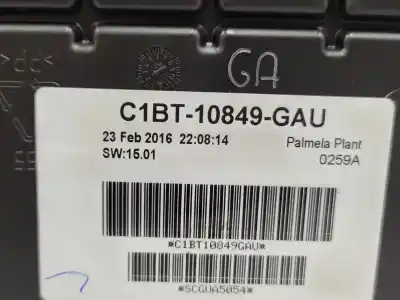 GA
C1BT-10849-GAU
23 Feb 2016 22:08:14
Palmela Plant
SW:15.01
0259A
*C1BT10849GAU*
*SCGUA5054*